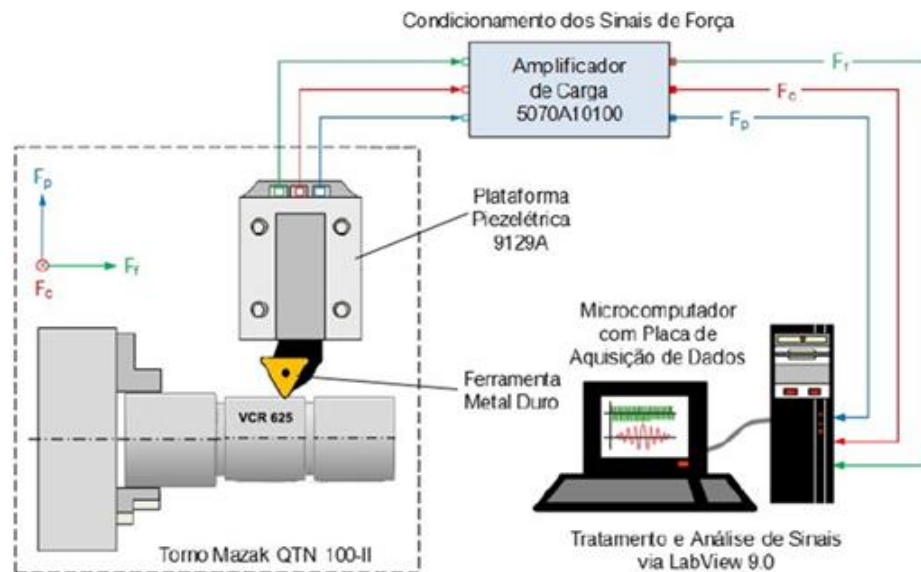 Condicionamento dos Sinais de Força
Amplificador
de Carga
5070A10100
Ff
Fc
Fp
Fp
Ff
Fc
Plataforma
Piezelétrica
9129A
Microcomputador
com Placa de
Aquisição de Dados
Ferramenta
Metal Duro
VCR 625
Torno Mazak QTN 100-II
Tratamento e Análise de Sinais
via LabView 9.0